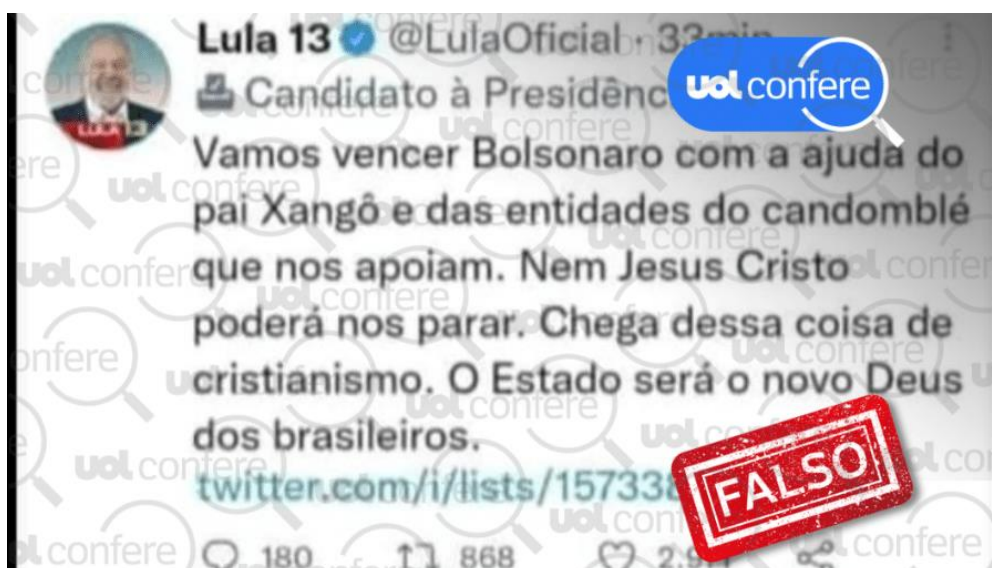 Lula 13 @LulaOficial · 33min
Candidato à Presidênc
uol confere
Vamos vencer Bolsonaro com a ajuda do
pai Xangô e das entidades do candomblé
que nos apoiam. Nem Jesus Cristo
poderá nos parar. Chega dessa coisa de
cristianismo. O Estado será o novo Deus
dos brasileiros.
twitter.com/i/lists/15733
FALSO
180 868